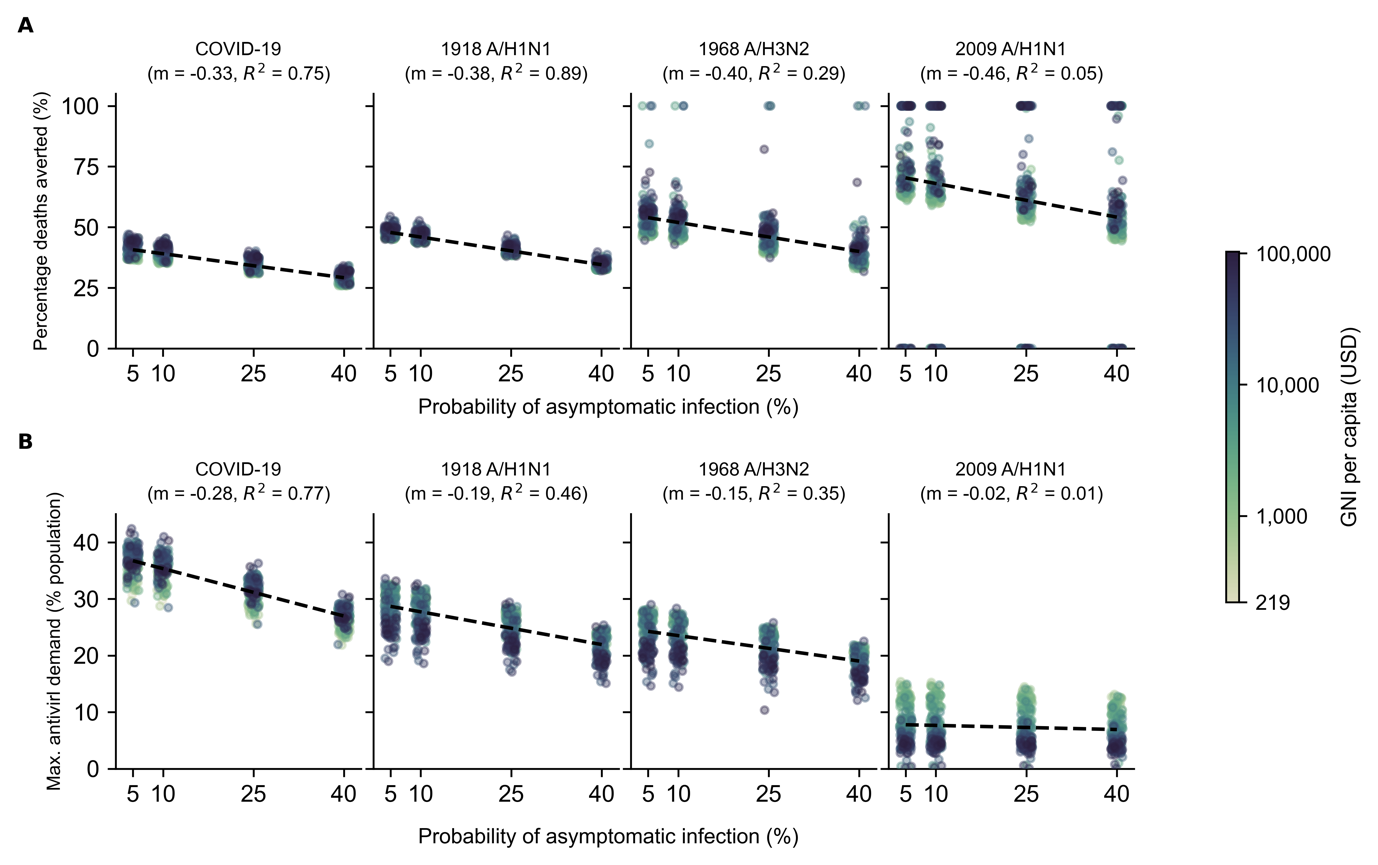 A
COVID-19
(m = -0.33, R² = 0.75)
1918 A/H1N1
(m = -0.38, R² = 0.89)
1968 A/H3N2
(m = -0.40, R² = 0.29)
2009 A/H1N1
(m = -0.46, R² = 0.05)
Percentage deaths averted (%)
100
75
50
25
0
5 10 25 40
5 10 25 40
5 10 25 40
5 10 25 40
Probability of asymptomatic infection (%)
B
COVID-19
(m = -0.28, R² = 0.77)
1918 A/H1N1
(m = -0.19, R² = 0.46)
1968 A/H3N2
(m = -0.15, R² = 0.35)
2009 A/H1N1
(m = -0.02, R² = 0.01)
Max. antivirl demand (% population)
40
30
20
10
0
5 10 25 40
5 10 25 40
5 10 25 40
5 10 25 40
Probability of asymptomatic infection (%)
100,000
10,000
1,000
219
GNI per capita (USD)